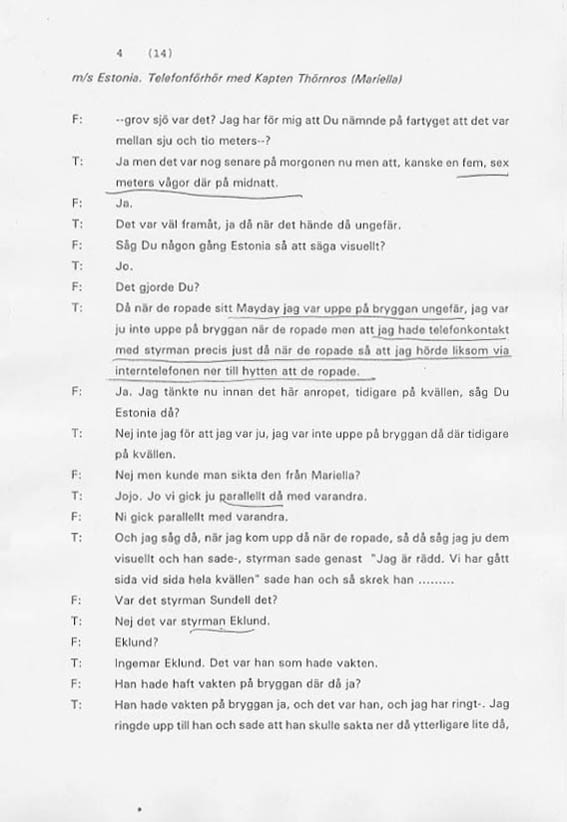 4 (14)
m/s Estonia. Telefonförhör med Kapten Thörnros (Mariella)
F: --grov sjö var det? Jag har för mig att Du nämnde på fartyget att det var
mellan sju och tio meters--?
T: Ja men det var nog senare på morgonen nu men att, kanske en fem, sex
meters vågor där på midnatt.
F: Ja.
T: Det var väl framåt, ja då när det hände då ungefär.
F: Såg Du någon gång Estonia så att säga visuellt?
T: Jo.
F: Det gjorde Du?
T: Då när de ropade sitt Mayday jag var uppe på bryggan ungefär, jag var
ju inte uppe på bryggan när de ropade men att jag hade telefonkontakt
med styrman precis just då när de ropade så att jag hörde liksom via
interntelefonen ner till hytten att de ropade.
F: Ja. Jag tänkte nu innan det här anropet, tidigare på kvällen, såg Du
Estonia då?
T: Nej inte jag för att jag var ju, jag var inte uppe på bryggan då där tidigare
på kvällen.
F: Nej men kunde man sikta den från Mariella?
T: Jojo. Jo vi gick ju parallellt då med varandra.
F: Ni gick parallellt med varandra.
T: Och jag såg då, när jag kom upp då när de ropade, så då såg jag ju dem
visuellt och han sade-, styrman sade genast "Jag är rädd. Vi har gått
sida vid sida hela kvällen" sade han och så skrek han .........
F: Var det styrman Sundell det?
T: Nej det var styrman Eklund.
F: Eklund?
T: Ingemar Eklund. Det var han som hade vakten.
F: Han hade haft vakten på bryggan där då ja?
T: Han hade vakten på bryggan ja, och det var han, och jag har ringt-. Jag
ringde upp till han och sade att han skulle sakta ner då ytterligare lite då,